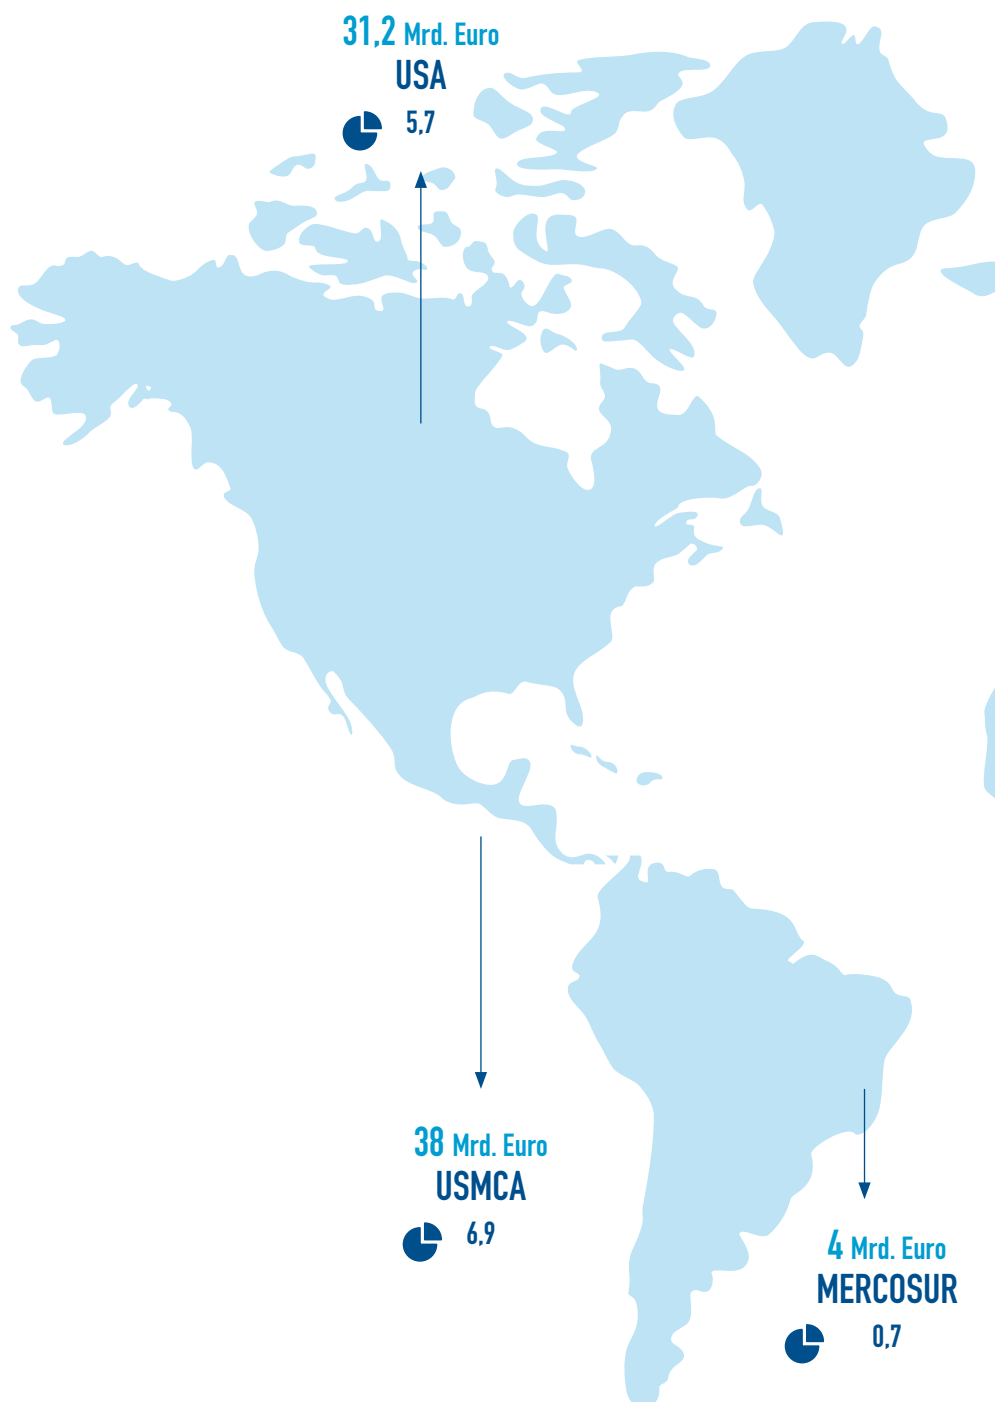 31,2 Mrd. Euro
USA
5,7
38 Mrd. Euro
USMCA
6,9
4 Mrd. Euro
MERCOSUR
0,7